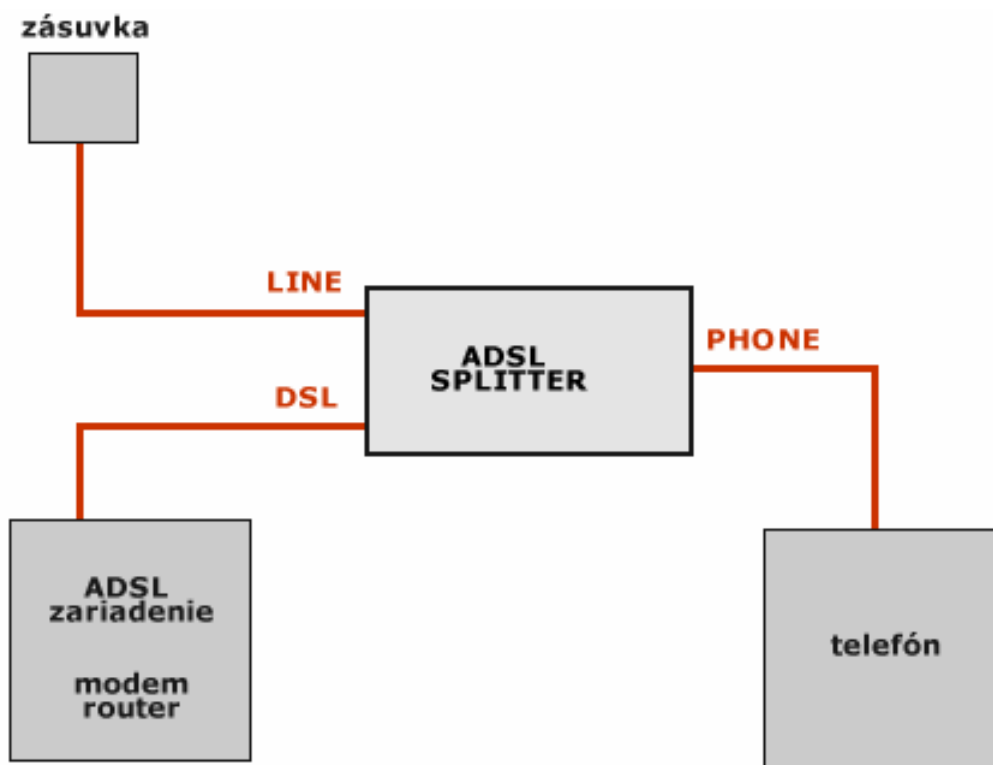 zásuvka
LINE
ADSL
SPLITTER
PHONE
DSL
ADSL
zariadenie
modem
router
telefón